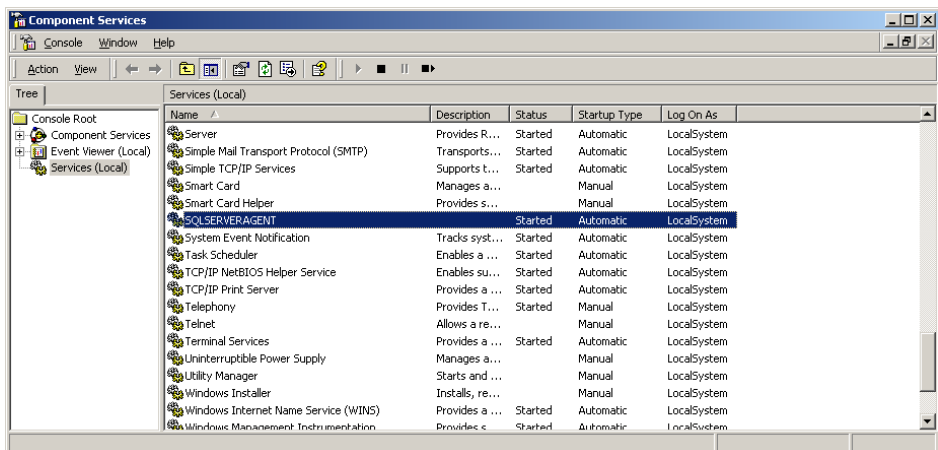 Component Services
Console Window Help
Action View
Tree
Services (Local)
Console Root
Component Services
Event Viewer (Local)
Services (Local)
Name Description Status Startup Type Log On As
Server Provides R... Started Automatic LocalSystem
Simple Mail Transport Protocol (SMTP) Transports... Started Automatic LocalSystem
Simple TCP/IP Services Supports t... Started Automatic LocalSystem
Smart Card Manages a... Manual LocalSystem
Smart Card Helper Provides s... Manual LocalSystem
SQLSERVERAGENT Started Automatic LocalSystem
System Event Notification Tracks syst... Started Automatic LocalSystem
Task Scheduler Enables a ... Started Automatic LocalSystem
TCP/IP NetBIOS Helper Service Enables su... Started Automatic LocalSystem
TCP/IP Print Server Provides a ... Started Automatic LocalSystem
Telephony Provides T... Started Manual LocalSystem
Telnet Allows a re... Manual LocalSystem
Terminal Services Provides a ... Started Automatic LocalSystem
Uninterruptible Power Supply Manages a... Manual LocalSystem
Utility Manager Starts and ... Manual LocalSystem
Windows Installer Installs, re... Manual LocalSystem
Windows Internet Name Service (WINS) Provides a ... Started Automatic LocalSystem
Windows Management Instrumentation Provides s... Started Automatic LocalSystem